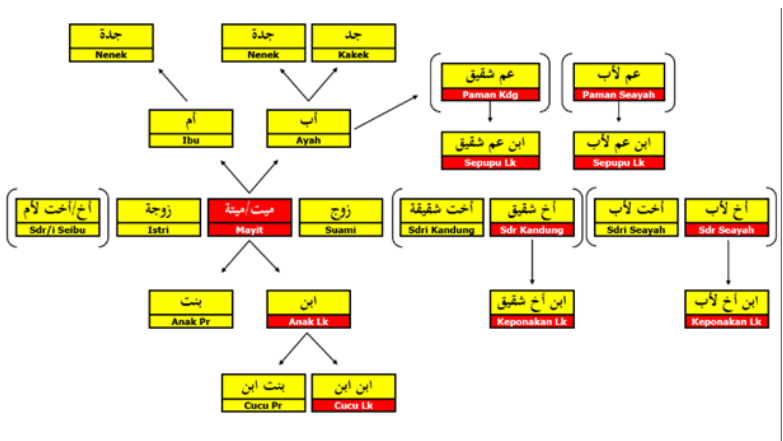 جدة
Nenek
جدة
Nenek
جد
Kakek
عم شقيق
Paman Kdg
عم لأب
Paman Seayah
أم
Ibu
أب
Ayah
ابن عم شقيق
Sepupu Lk
ابن عم لأب
Sepupu Lk
أخ/أخت لأم
Sdr/i Seibu
زوجة
Istri
ميت/ميتة
Mayit
زوج
Suami
أخت شقيقة
Sdri Kandung
أخ شقيق
Sdr Kandung
أخت لأب
Sdri Seayah
أخ لأب
Sdr Seayah
بنت
Anak Pr
ابن
Anak Lk
ابن أخ شقيق
Keponakan Lk
ابن أخ لأب
Keponakan Lk
بنت ابن
Cucu Pr
ابن ابن
Cucu Lk